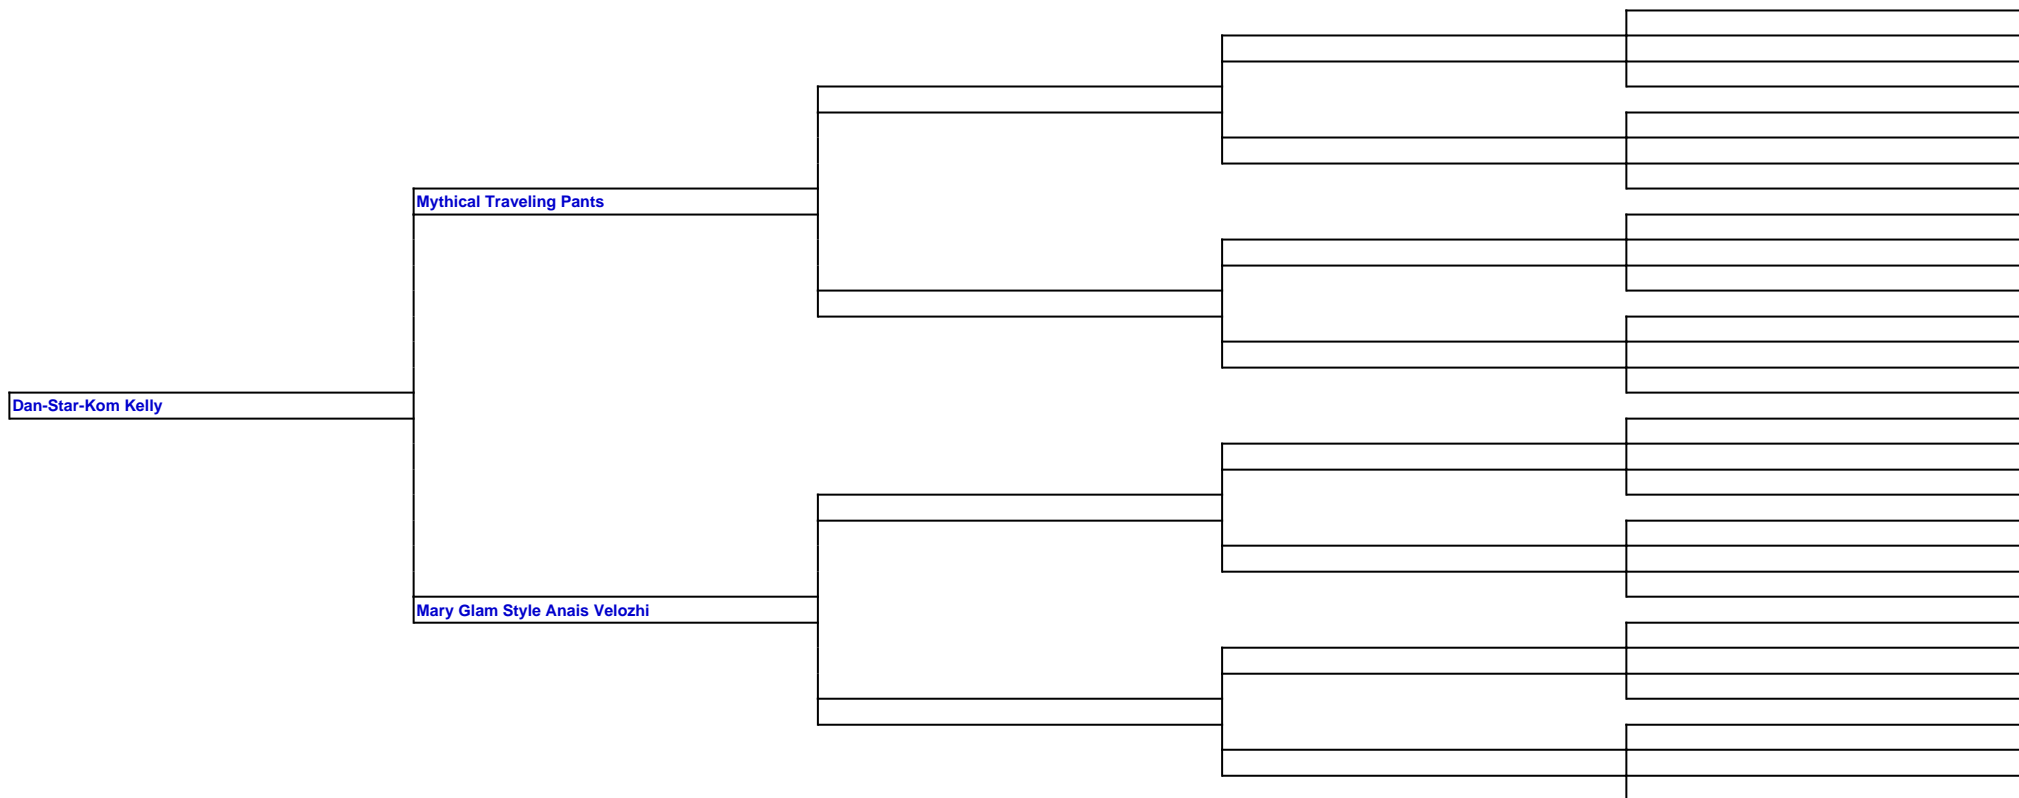 Mythical Traveling Pants
Dan-Star-Kom Kelly
Mary Glam Style Anais Velozhi